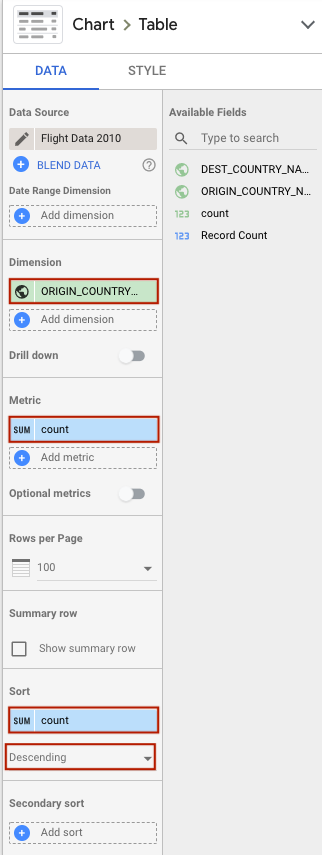 Chart > Table
DATA
STYLE
Data Source
Flight Data 2010
BLEND DATA
Date Range Dimension
Add dimension
Dimension
ORIGIN_COUNTRY...
Add dimension
Drill down
Metric
SUM count
Add metric
Optional metrics
Rows per Page
100
Summary row
Show summary row
Sort
SUM count
Descending
Secondary sort
Add sort
Available Fields
Type to search
DEST_COUNTRY_NA...
ORIGIN_COUNTRY_N...
123 count
123 Record Count